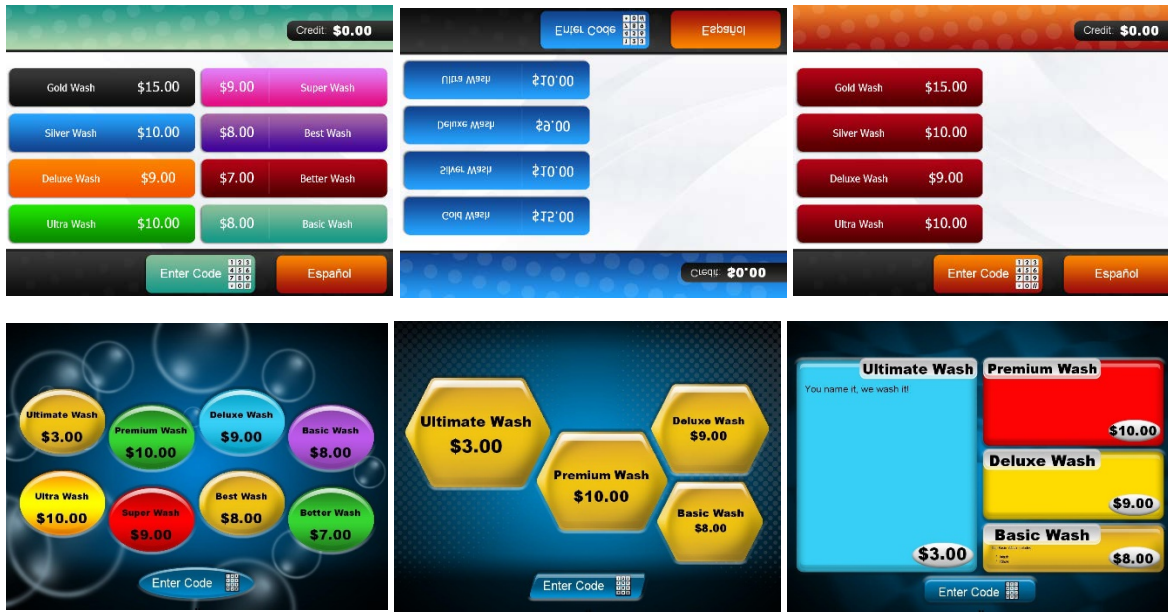 Credit: $0.00
Gold Wash $15.00 $9.00 Super Wash
Silver Wash $10.00 $8.00 Best Wash
Deluxe Wash $9.00 $7.00 Better Wash
Ultra Wash $10.00 $8.00 Basic Wash
Enter Code Español
Enter Code Español
Ultra Wash $10.00
Deluxe Wash $9.00
Silver Wash $10.00
Gold Wash $15.00
Credit: $0.00
Credit: $0.00
Gold Wash $15.00
Silver Wash $10.00
Deluxe Wash $9.00
Ultra Wash $10.00
Enter Code Español
Ultimate Wash
$3.00
Premium Wash
$10.00
Deluxe Wash
$9.00
Basic Wash
$8.00
Ultra Wash
$10.00
Super Wash
$9.00
Best Wash
$8.00
Better Wash
$7.00
Enter Code
Ultimate Wash
$3.00
Premium Wash
$10.00
Deluxe Wash
$9.00
Basic Wash
$8.00
Enter Code
Ultimate Wash
You name it, we wash it!
$3.00
Premium Wash
$10.00
Deluxe Wash
$9.00
Basic Wash
$8.00
Enter Code